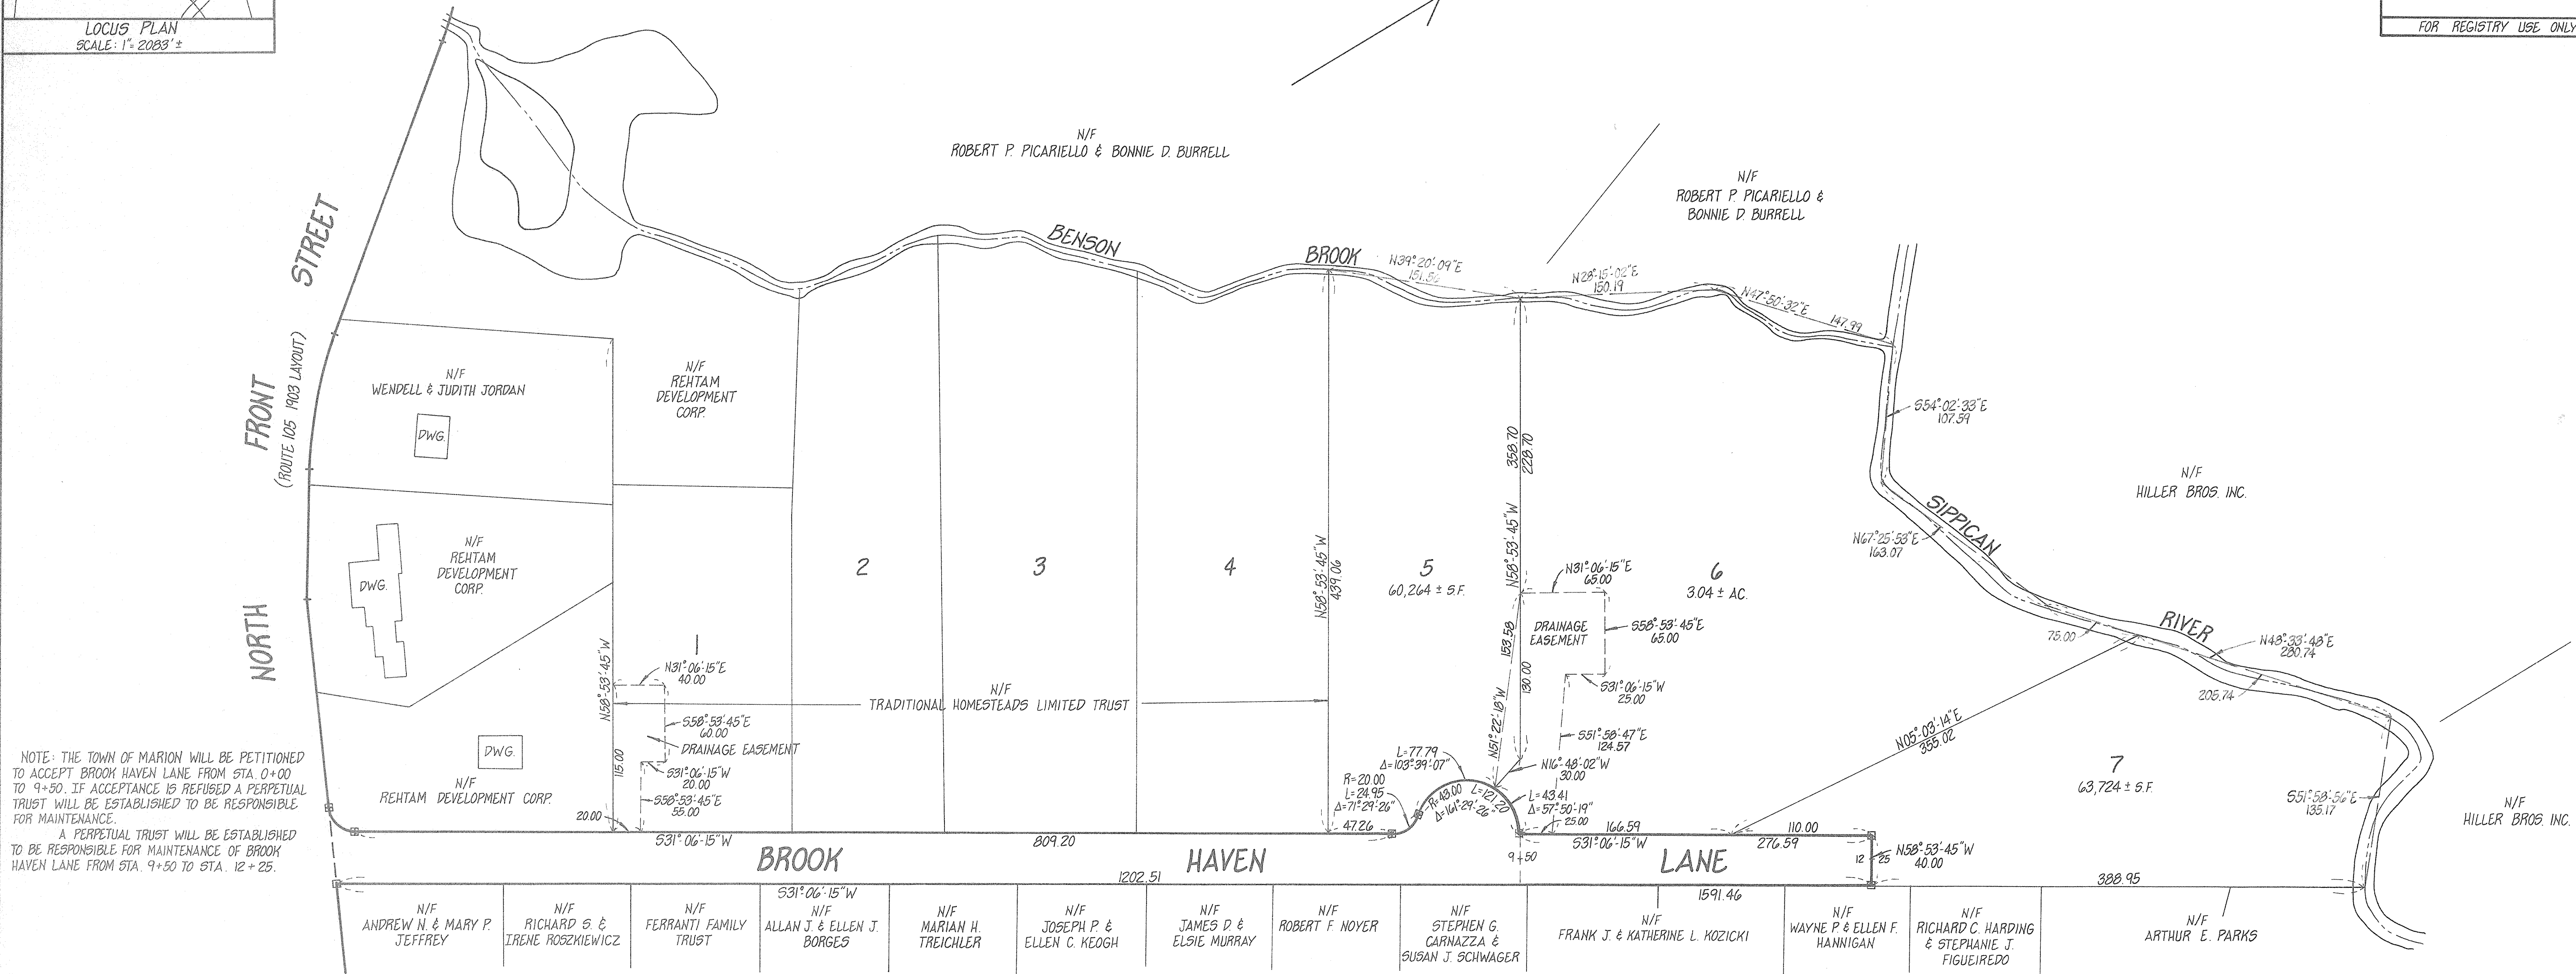 LOCUS PLAN
SCALE: 1"= 2083' ±
FOR REGISTRY USE ONLY
N/F
ROBERT P. PICARIELLO & BONNIE D. BURRELL
N/F
ROBERT P. PICARIELLO &
BONNIE D. BURRELL
NORTH FRONT STREET
(ROUTE 105 1903 LAYOUT)
BENSON BROOK
N39°-20'-09"E
151.56
N28°-15'-02"E
150.19
N47°-50'-32"E
147.99
S54°-02'-33"E
107.59
N/F
HILLER BROS. INC.
SIPPICAN RIVER
N67°-25'-53"E
163.07
75.00
N48°-33'-48"E
280.74
205.74
N/F
WENDELL & JUDITH JORDAN
DWG.
N/F
REHTAM
DEVELOPMENT
CORP.
N/F
REHTAM
DEVELOPMENT
CORP.
DWG.
DWG.
N/F
REHTAM DEVELOPMENT CORP.
1
N58°-53'-45"W
115.00
N31°-06'-15"E
40.00
S58°-53'-45"E
60.00
DRAINAGE EASEMENT
S31°-06'-15"W
20.00
S58°-53'-45"E
55.00
20.00
2
3
4
N/F
TRADITIONAL HOMESTEADS LIMITED TRUST
N58°-53'-45"W
439.06
5
60,264 ± S.F.
358.70
228.70
N58°-53'-45"W
153.58
130.00
N51°-22'-18"W
6
3.04 ± AC.
N31°-06'-15"E
65.00
DRAINAGE
EASEMENT
S58°-53'-45"E
65.00
S31°-06'-15"W
25.00
S51°-58'-47"E
124.57
N16°-48'-02"W
30.00
L=77.79
Δ=103°-39'-07"
R=20.00
L=24.95
Δ=71°-29'-26"
R=43.00 L=121.20
Δ=161°-29'-26"
L=43.41
Δ=57°-50'-19"
25.00
N05°-03'-14"E
355.02
7
63,724 ± S.F.
S51°-58'-56"E
135.17
N/F
HILLER BROS. INC.
NOTE: THE TOWN OF MARION WILL BE PETITIONED
TO ACCEPT BROOK HAVEN LANE FROM STA. 0+00
TO 9+50. IF ACCEPTANCE IS REFUSED A PERPETUAL
TRUST WILL BE ESTABLISHED TO BE RESPONSIBLE
FOR MAINTENANCE.
A PERPETUAL TRUST WILL BE ESTABLISHED
TO BE RESPONSIBLE FOR MAINTENANCE OF BROOK
HAVEN LANE FROM STA. 9+50 TO STA. 12+25.
S31°-06'-15"W
809.20
47.26
166.59
110.00
S31°-06'-15"W
276.59
BROOK HAVEN LANE
9+50
12 25
N58°-53'-45"W
40.00
1202.51
S31°-06'-15"W
1591.46
388.95
N/F
ANDREW N. & MARY P.
JEFFREY
N/F
RICHARD S. &
IRENE ROSZKIEWICZ
N/F
FERRANTI FAMILY
TRUST
N/F
ALLAN J. & ELLEN J.
BORGES
N/F
MARIAN H.
TREICHLER
N/F
JOSEPH P. &
ELLEN C. KEOGH
N/F
JAMES D. &
ELSIE MURRAY
N/F
ROBERT F. NOYER
N/F
STEPHEN G.
CARNAZZA &
SUSAN J. SCHWAGER
N/F
FRANK J. & KATHERINE L. KOZICKI
N/F
WAYNE P. & ELLEN F.
HANNIGAN
N/F
RICHARD C. HARDING
& STEPHANIE J.
FIGUEIREDO
N/F
ARTHUR E. PARKS